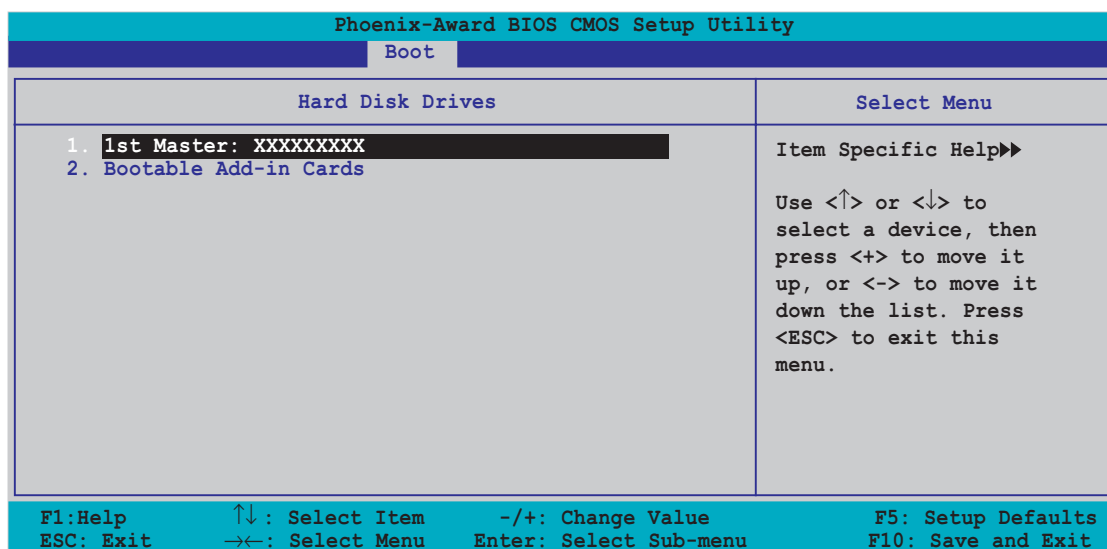 Phoenix-Award BIOS CMOS Setup Utility
Boot
Hard Disk Drives
Select Menu
1. 1st Master: XXXXXXXXX
2. Bootable Add-in Cards
Item Specific Help▶▶
Use <↑> or <↓> to
select a device, then
press <+> to move it
up, or <-> to move it
down the list. Press
<ESC> to exit this
menu.
F1:Help ↑↓: Select Item -/+: Change Value F5: Setup Defaults
ESC: Exit →←: Select Menu Enter: Select Sub-menu F10: Save and Exit